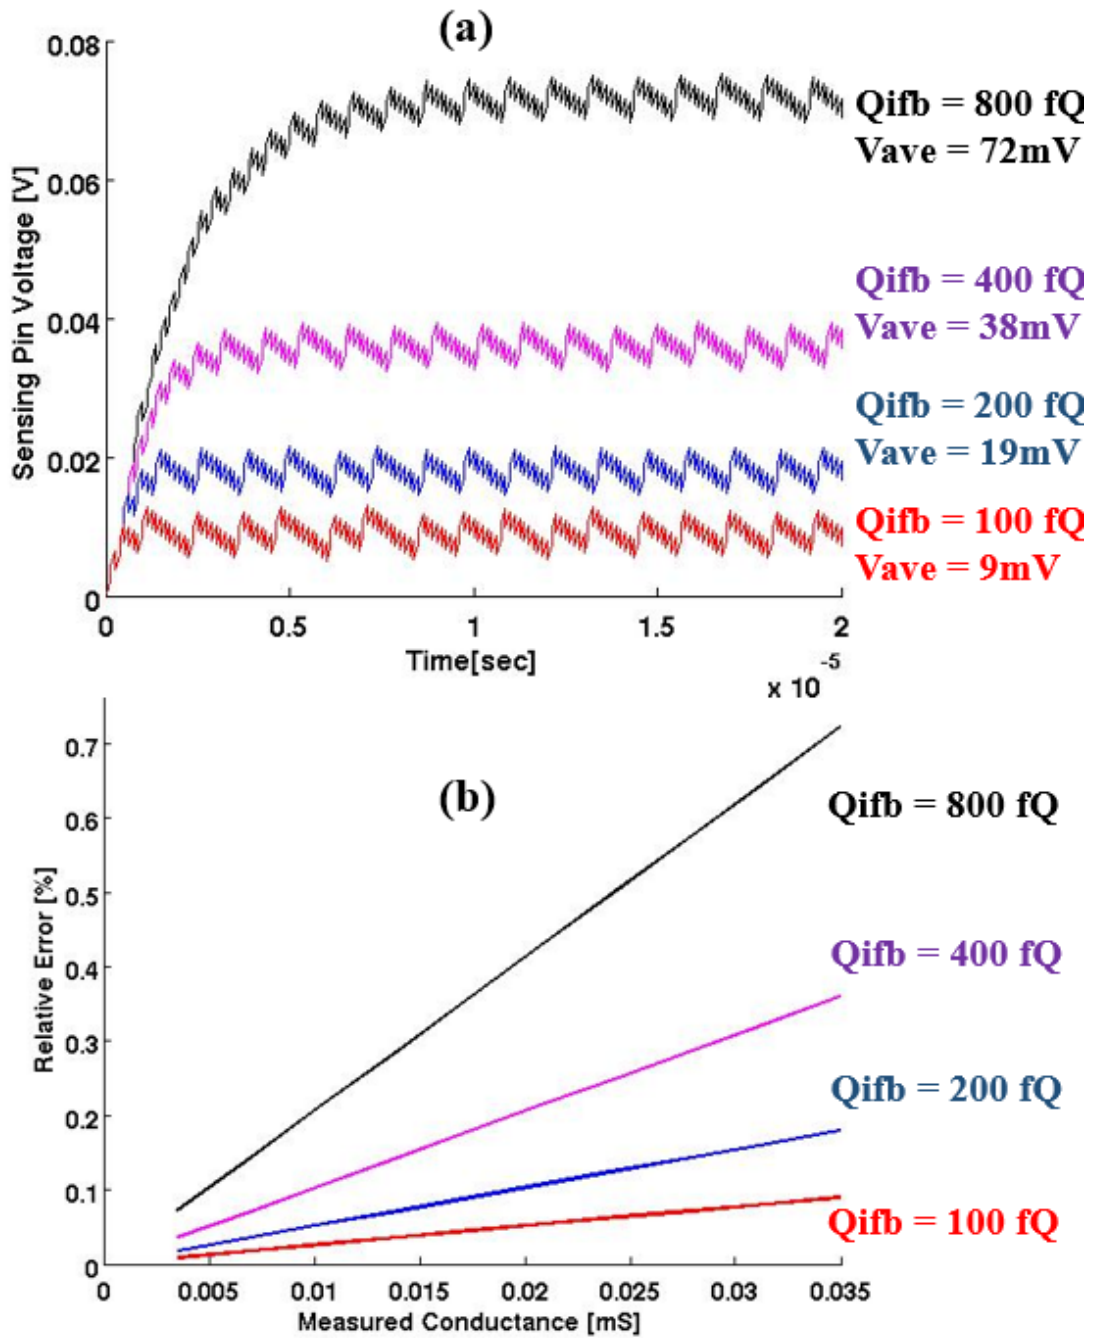 (a)
0.08
0.06
0.04
0.02
0
Sensing Pin Voltage [V]
0
0.5
1
1.5
2
Time[sec]
x 10
-5
Qifb = 800 fQ
Vave = 72mV
Qifb = 400 fQ
Vave = 38mV
Qifb = 200 fQ
Vave = 19mV
Qifb = 100 fQ
Vave = 9mV
(b)
0.7
0.6
0.5
0.4
0.3
0.2
0.1
0
Relative Error [%]
0
0.005
0.01
0.015
0.02
0.025
0.03
0.035
Measured Conductance [mS]
Qifb = 800 fQ
Qifb = 400 fQ
Qifb = 200 fQ
Qifb = 100 fQ